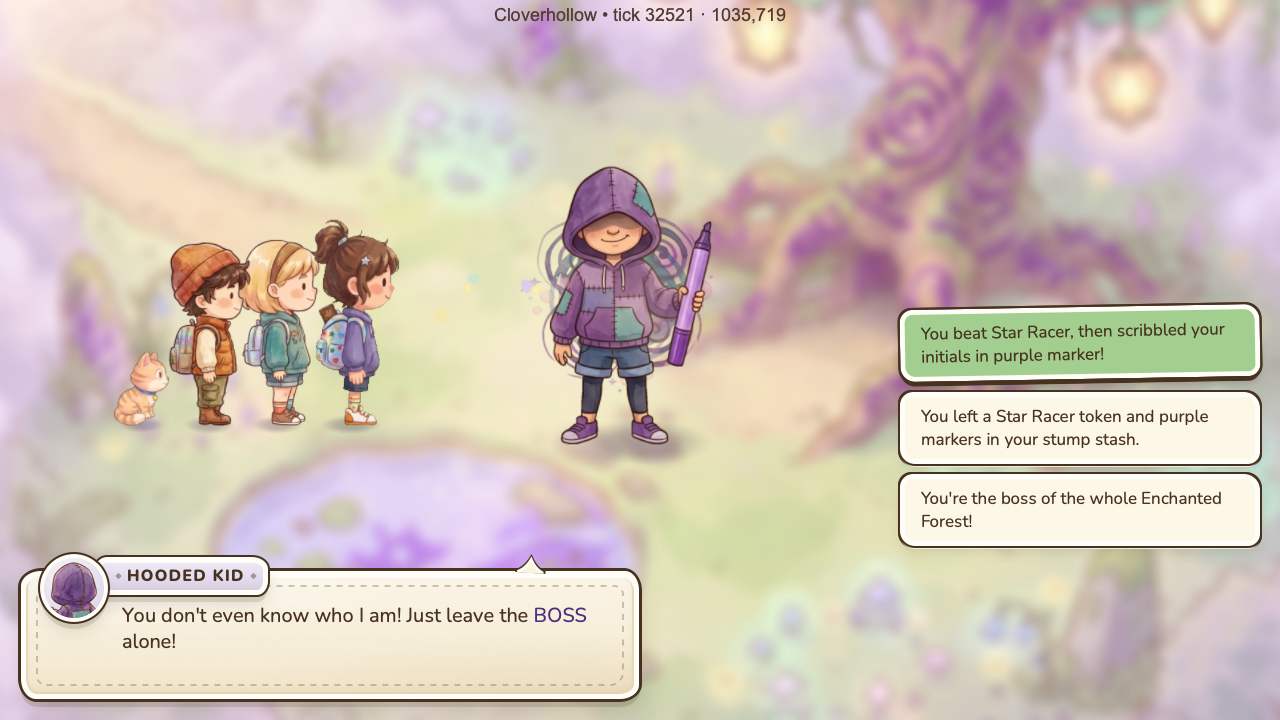 Cloverhollow • tick 32521 · 1035,719
You beat Star Racer, then scribbled your
initials in purple marker!
You left a Star Racer token and purple
markers in your stump stash.
You're the boss of the whole Enchanted
Forest!
HOODED KID
You don't even know who I am! Just leave the BOSS
alone!